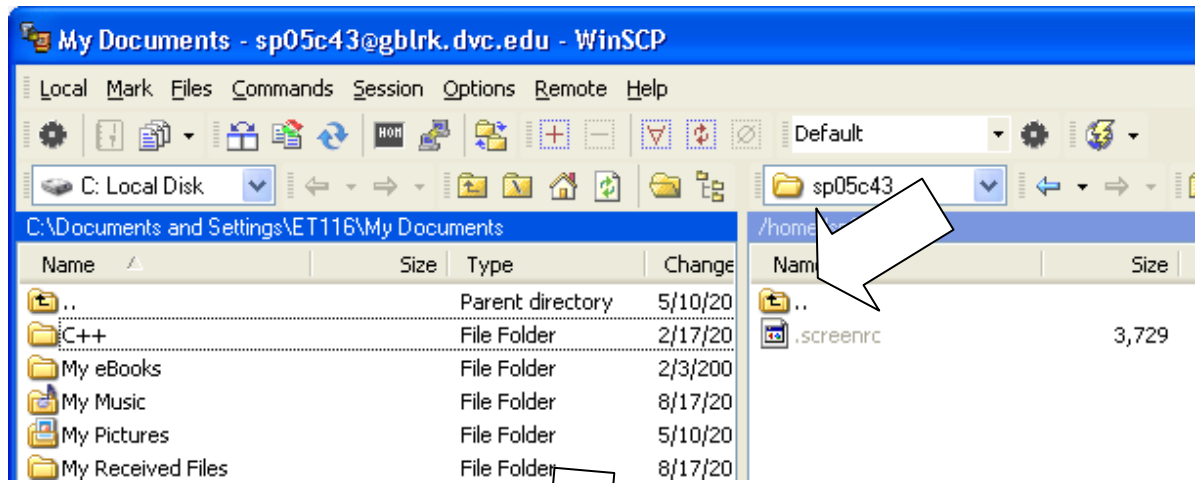 My Documents - sp05c43@gblrk.dvc.edu - WinSCP
Local Mark Files Commands Session Options Remote Help
Default
C: Local Disk sp05c43
C:\Documents and Settings\ET116\My Documents /home
Name Size Type Change Name Size
.. Parent directory 5/10/20 ..
C++ File Folder 2/17/20 .screenrc 3,729
My eBooks File Folder 2/3/200
My Music File Folder 8/17/20
My Pictures File Folder 5/10/20
My Received Files File Folder 8/17/20